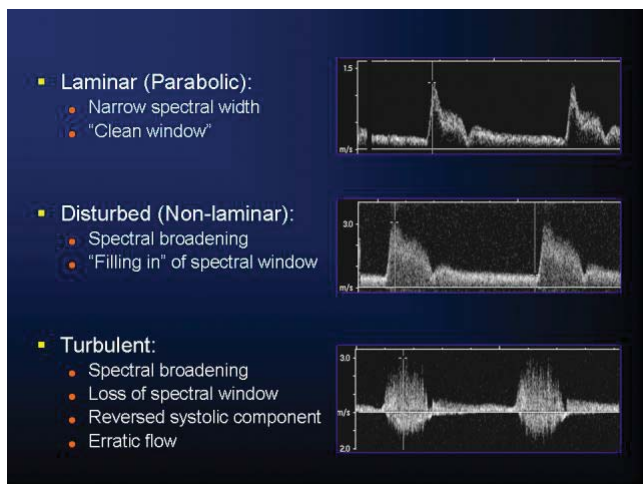 Laminar (Parabolic):
Narrow spectral width
"Clean window"
1.5
m/s
Disturbed (Non-laminar):
Spectral broadening
"Filling in" of spectral window
3.0
m/s
Turbulent:
Spectral broadening
Loss of spectral window
Reversed systolic component
Erratic flow
3.0
m/s
2.0